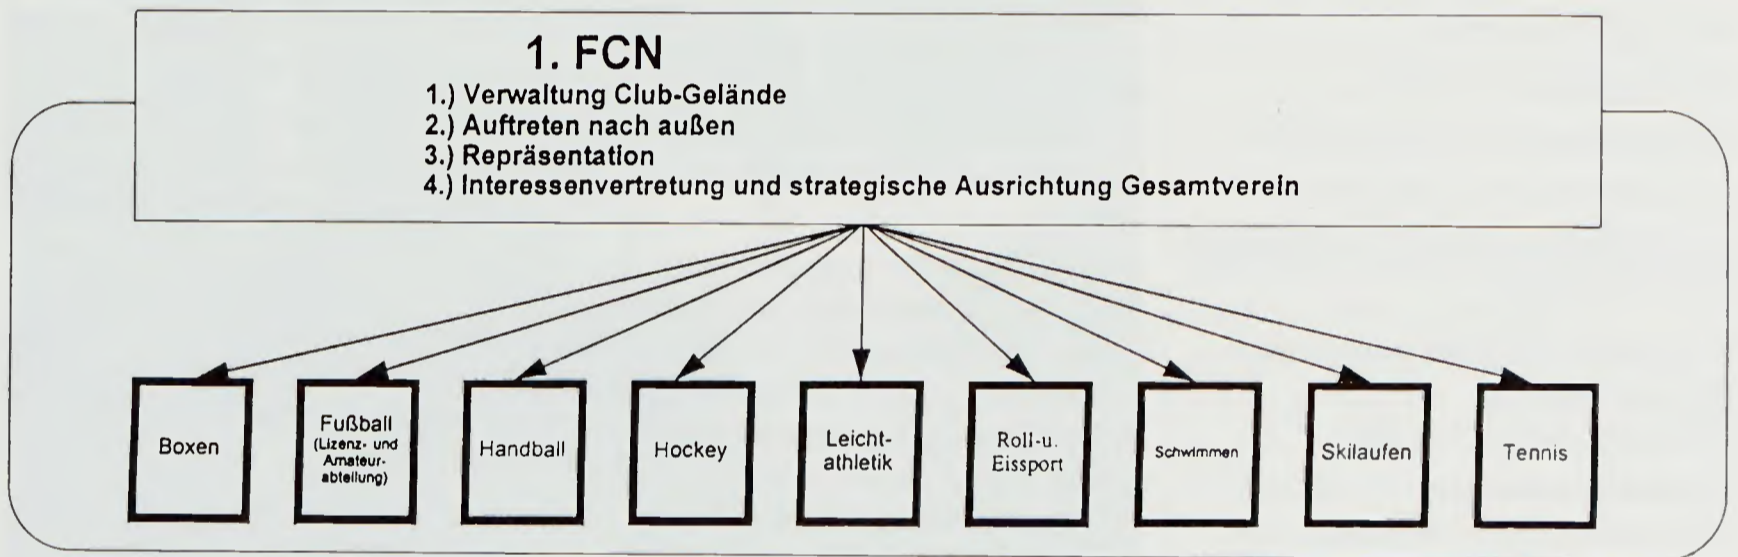 1. FCN
1.) Verwaltung Club-Gelände
2.) Auftreten nach außen
3.) Repräsentation
4.) Interessenvertretung und strategische Ausrichtung Gesamtverein
Boxen
Fußball
(Lizenz- und
Amateur-
abteilung)
Handball
Hockey
Leicht-
athletik
Roll-u.
Eissport
Schwimmen
Skilaufen
Tennis